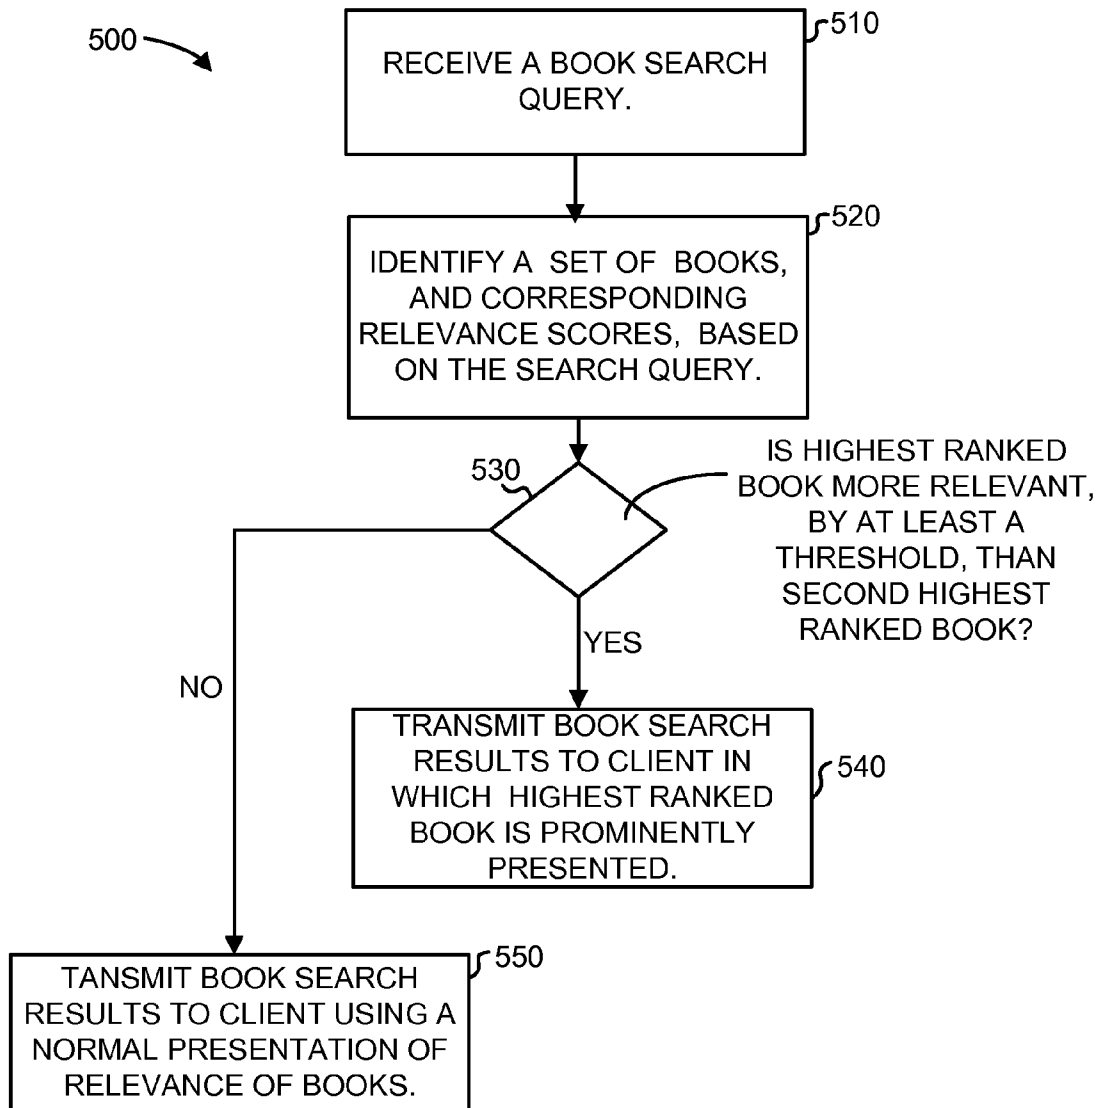 500
510
RECEIVE A BOOK SEARCH
QUERY.
520
IDENTIFY A SET OF BOOKS,
AND CORRESPONDING
RELEVANCE SCORES, BASED
ON THE SEARCH QUERY.
530
IS HIGHEST RANKED
BOOK MORE RELEVANT,
BY AT LEAST A
THRESHOLD, THAN
SECOND HIGHEST
RANKED BOOK?
YES
NO
TRANSMIT BOOK SEARCH
RESULTS TO CLIENT IN
WHICH HIGHEST RANKED
BOOK IS PROMINENTLY
PRESENTED.
540
550
TANSMIT BOOK SEARCH
RESULTS TO CLIENT USING A
NORMAL PRESENTATION OF
RELEVANCE OF BOOKS.